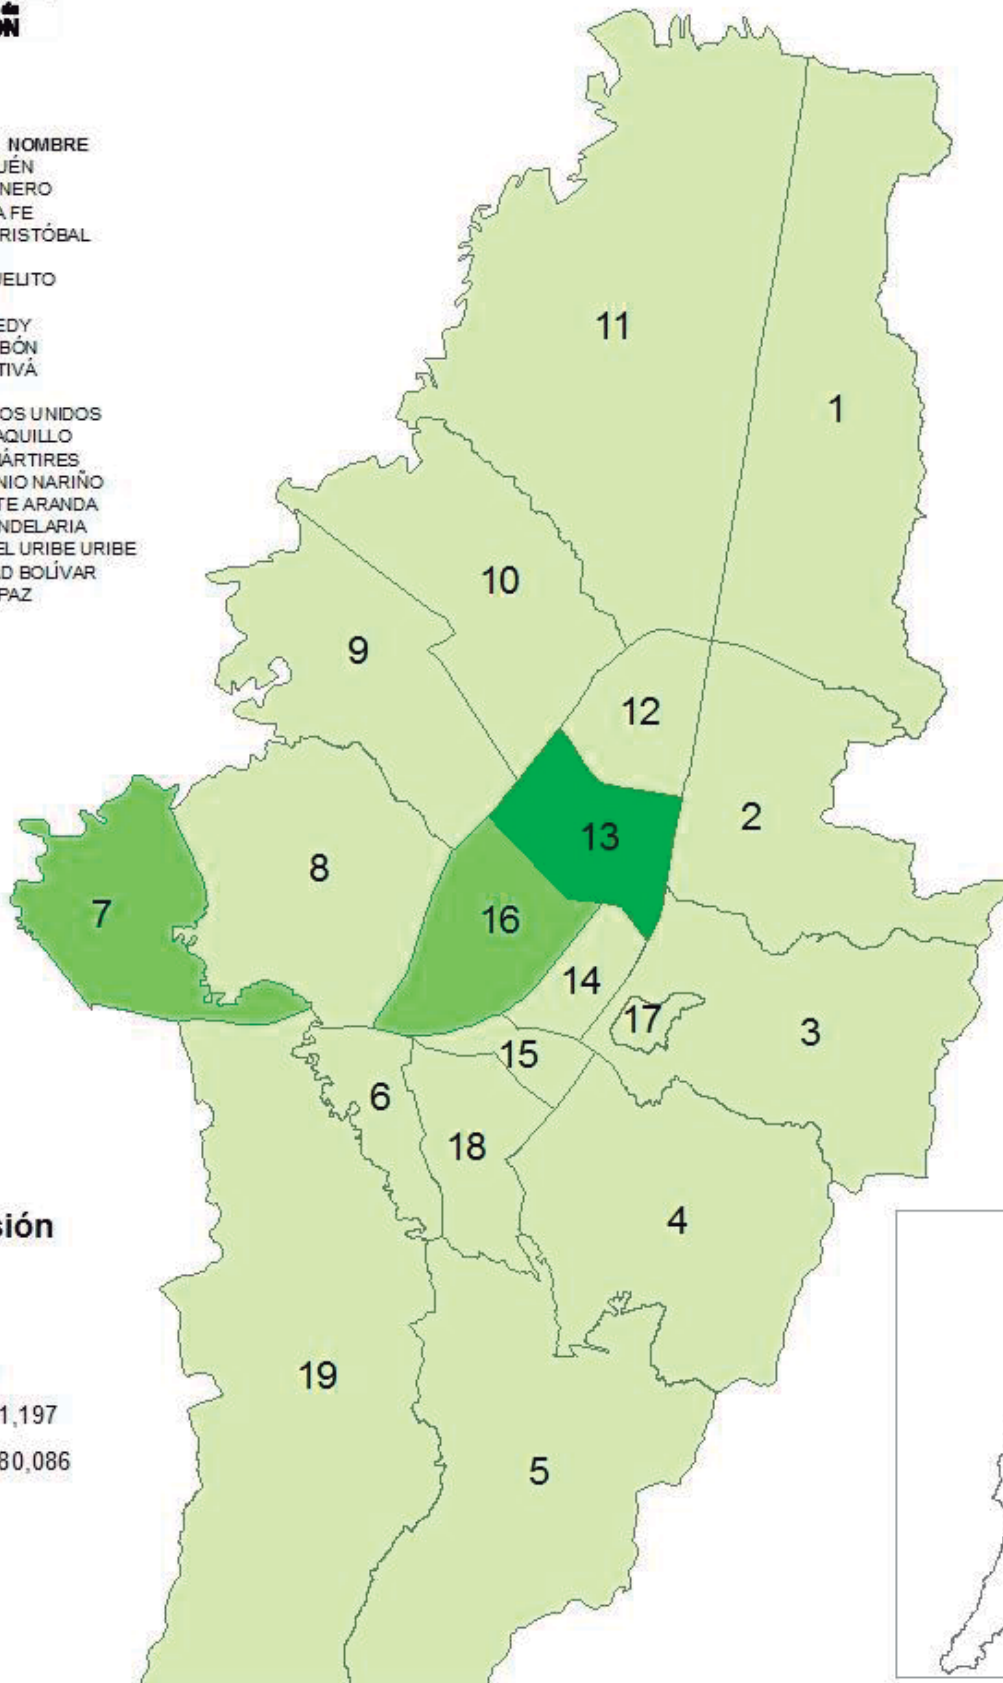 ÓN
NOMBRE
UÉN
NERO
A FE
RISTÓBAL
UELITO
EDY
BÓN
TIVÁ
OS UNIDOS
AQUILLO
MÁRTIRES
NIO NARIÑO
TE ARANDA
NDELARIA
EL URIBE URIBE
AD BOLÍVAR
PAZ
11
1
10
9
12
2
13
8
7
16
14
17
3
15
6
18
4
sión
19
1,197
80,086
5